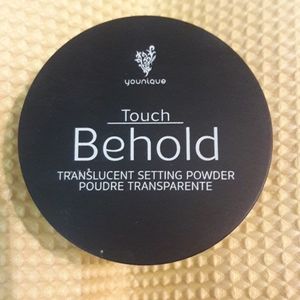 younique
Touch
Behold
TRANSLUCENT SETTING POWDER
POUDRE TRANSPARENTE